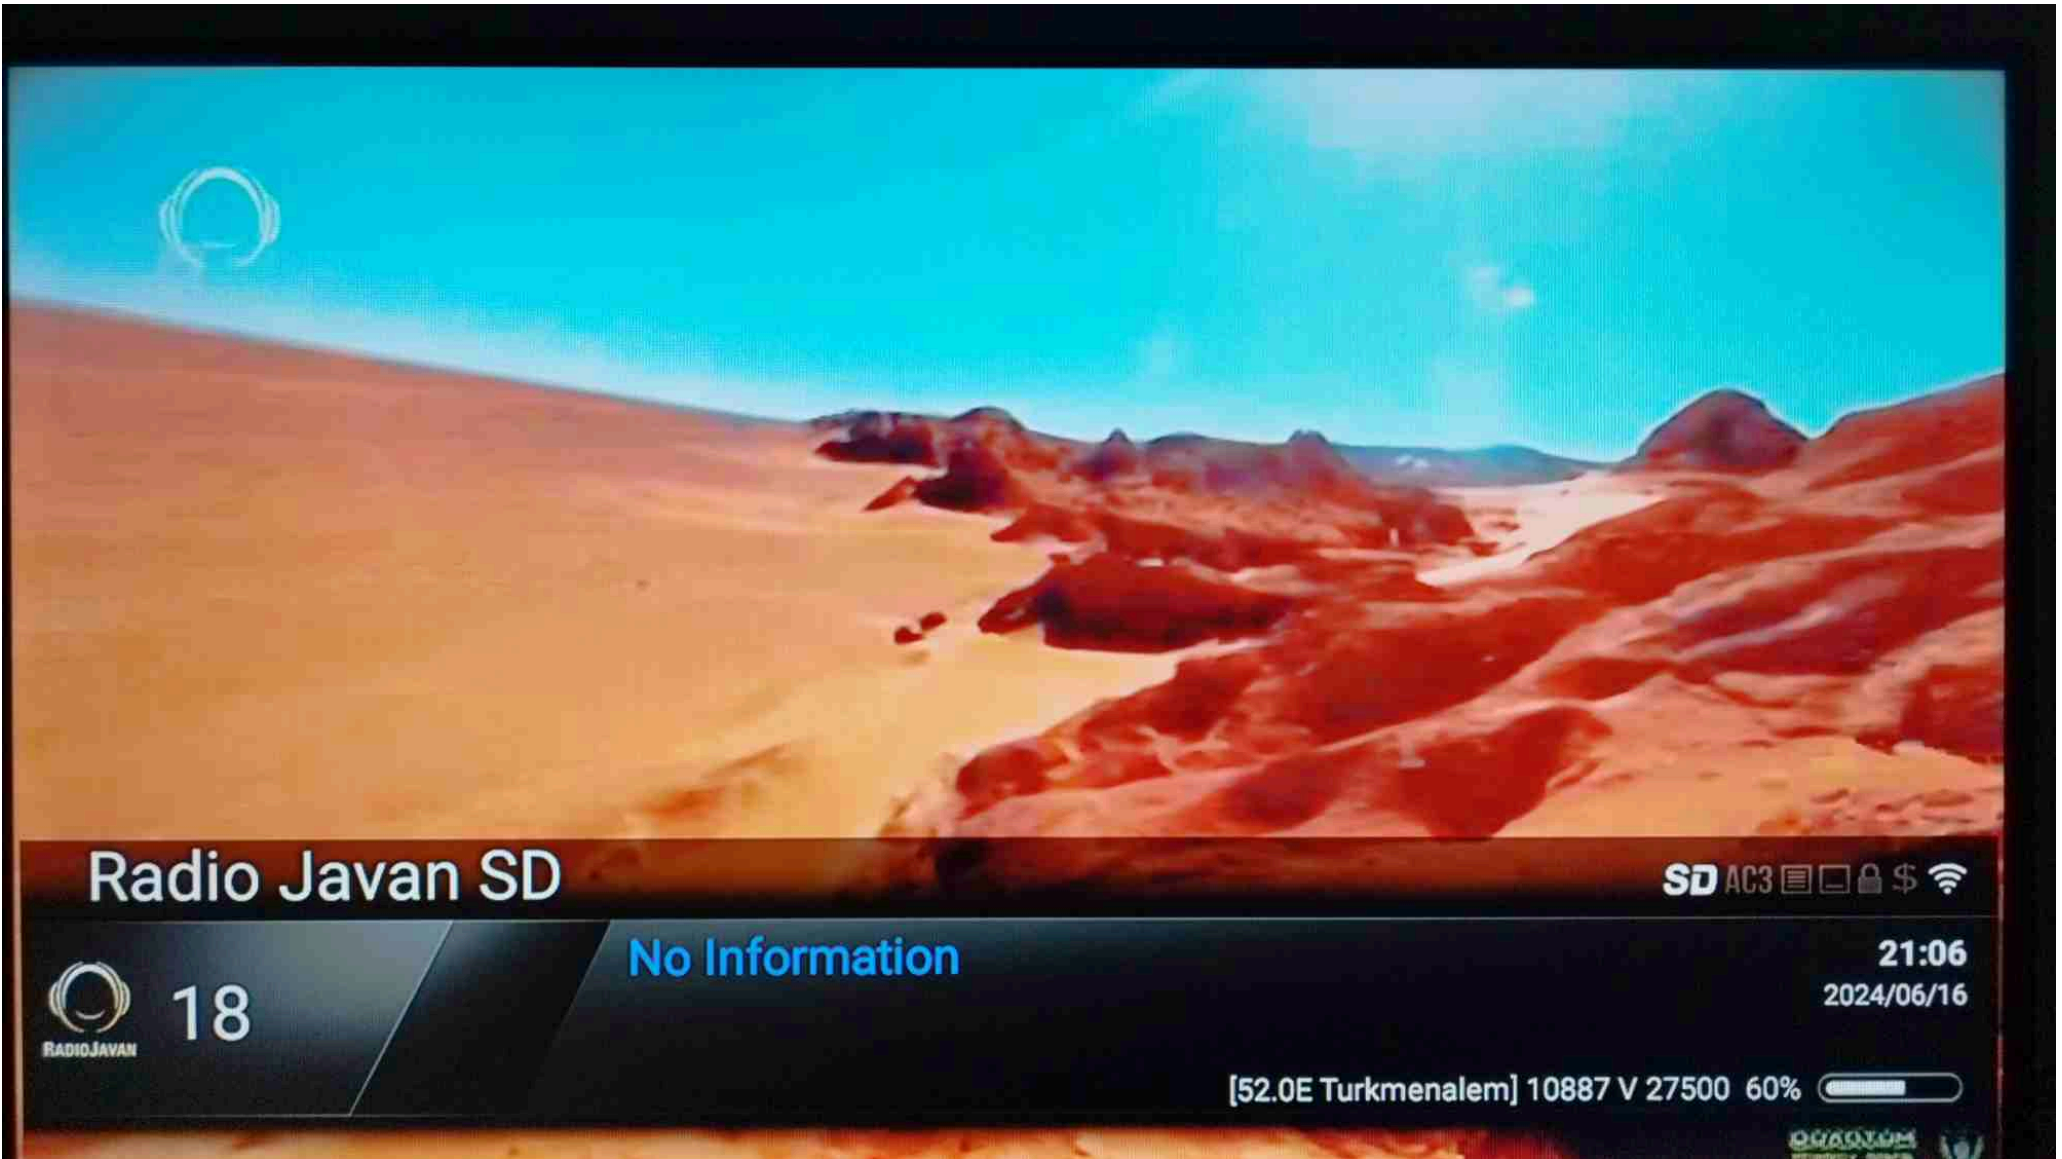 Radio Javan SD
SD AC3 $
No Information
21:06
18
2024/06/16
RADIOJAVAN
[52.0E Turkmenalem] 10887 V 27500 60%
QUANTUM